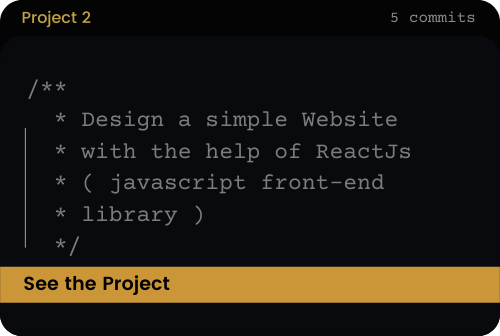 Project 2
5 commits
/**
* Design a simple Website
* with the help of ReactJs
* ( javascript front-end
* library )
*/
See the Project